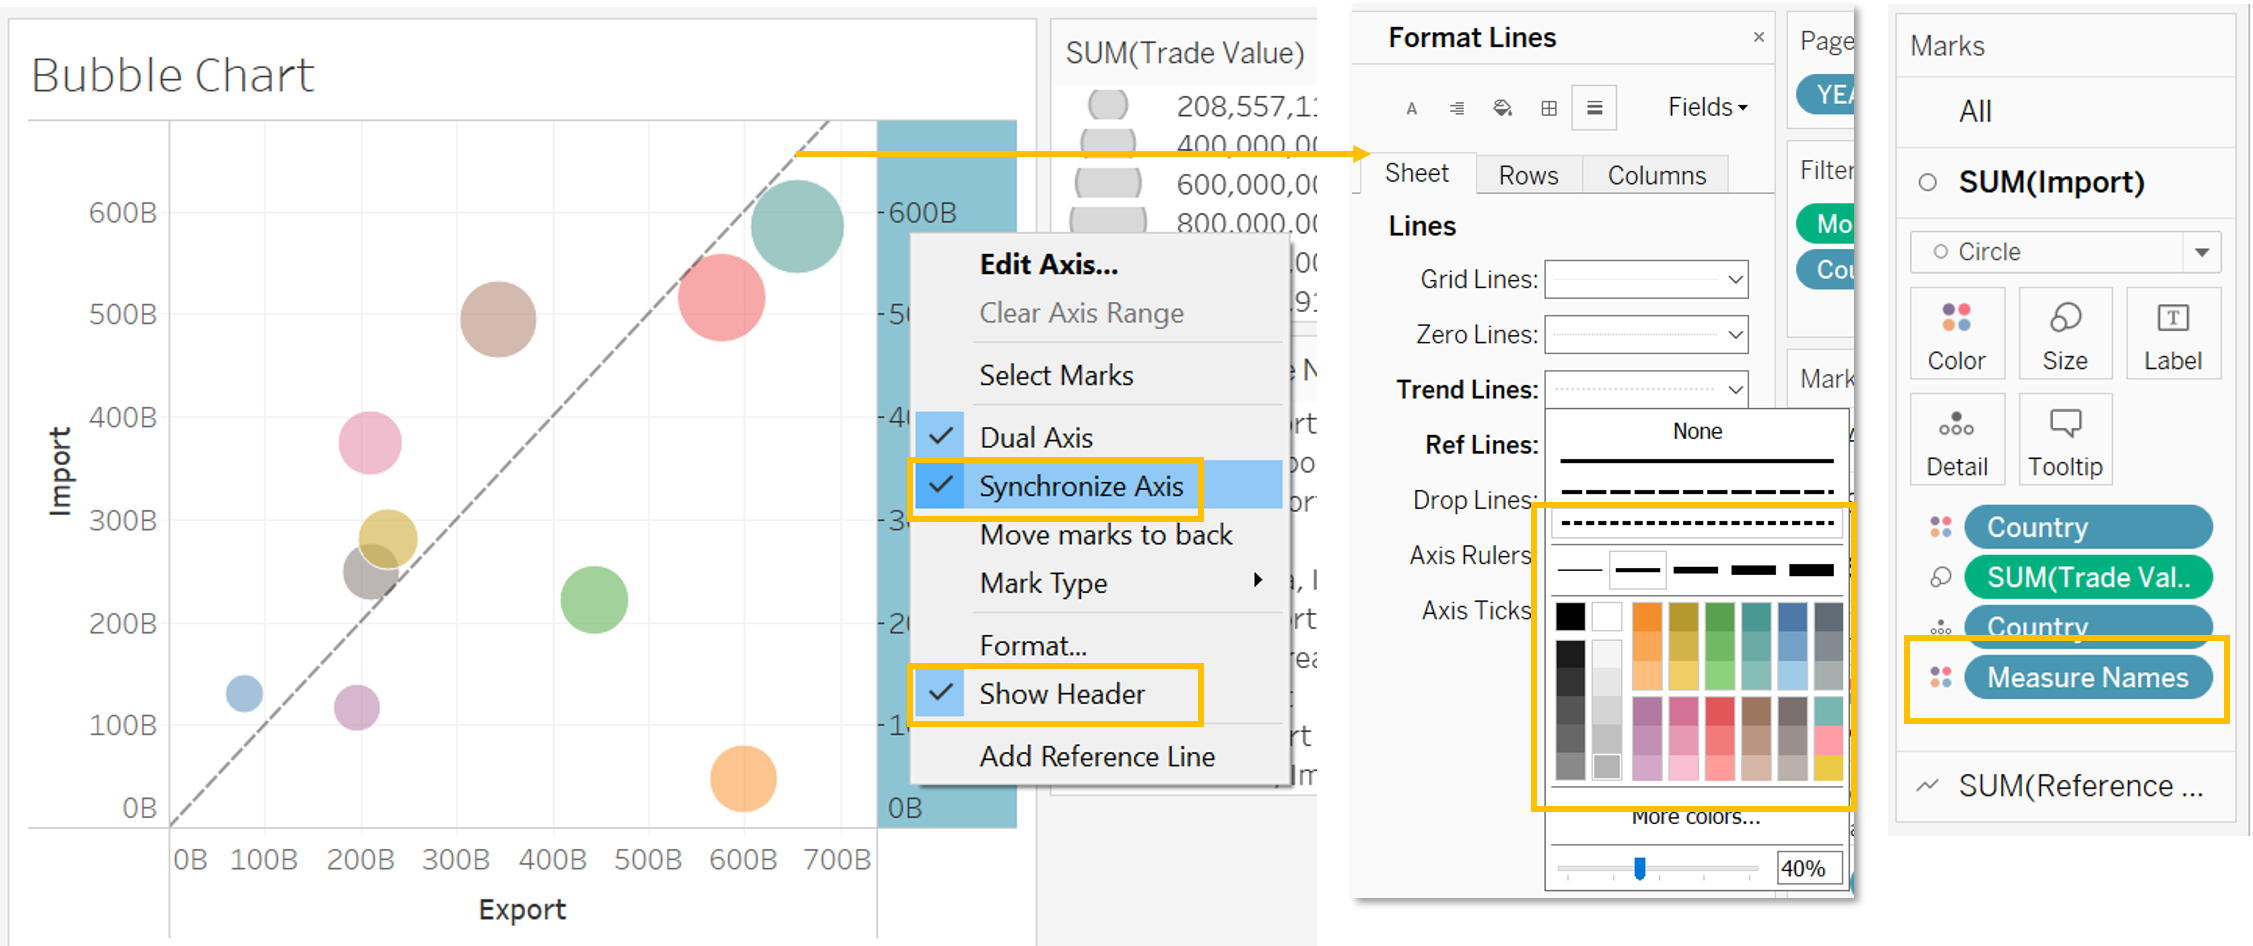 Bubble Chart
600B
500B
400B
300B
200B
100B
0B
Import
0B 100B 200B 300B 400B 500B 600B 700B
Export
600B
0B
SUM(Trade Value)
208,557,11
400,000,0
600,000,0
800,000,0
Edit Axis...
Clear Axis Range
Select Marks
Dual Axis
Synchronize Axis
Move marks to back
Mark Type
Format...
Show Header
Add Reference Line
Format Lines
Fields
Sheet Rows Columns
Lines
Grid Lines:
Zero Lines:
Trend Lines:
Ref Lines:
Drop Lines:
Axis Rulers
Axis Ticks
None
More colors...
40%
Page
YEA
Filter
Mo
Cou
Mark
Marks
All
SUM(Import)
Circle
Color Size Label
Detail Tooltip
Country
SUM(Trade Val..
Country
Measure Names
SUM(Reference ...